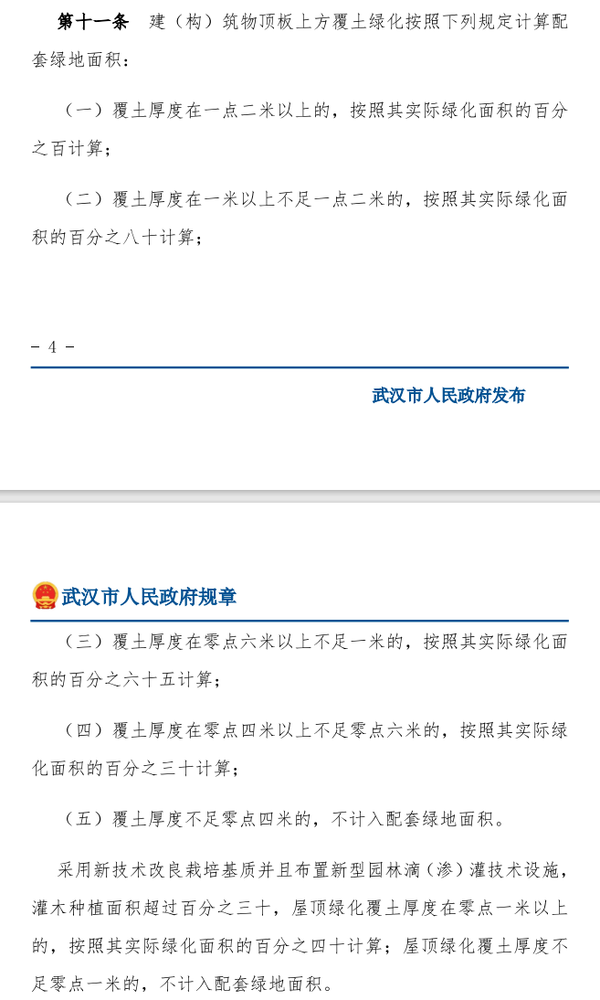 第十一条　建（构）筑物顶板上方覆土绿化按照下列规定计算配
套绿地面积：
（一）覆土厚度在一点二米以上的，按照其实际绿化面积的百分
之百计算；
（二）覆土厚度在一米以上不足一点二米的，按照其实际绿化面
积的百分之八十计算；
- 4 -
武汉市人民政府发布
武汉市人民政府规章
（三）覆土厚度在零点六米以上不足一米的，按照其实际绿化面
积的百分之六十五计算；
（四）覆土厚度在零点四米以上不足零点六米的，按照其实际绿
化面积的百分之三十计算；
（五）覆土厚度不足零点四米的，不计入配套绿地面积。
采用新技术改良栽培基质并且布置新型园林滴（渗）灌技术设施，
灌木种植面积超过百分之三十，屋顶绿化覆土厚度在零点一米以上
的，按照其实际绿化面积的百分之四十计算；屋顶绿化覆土厚度不
足零点一米的，不计入配套绿地面积。